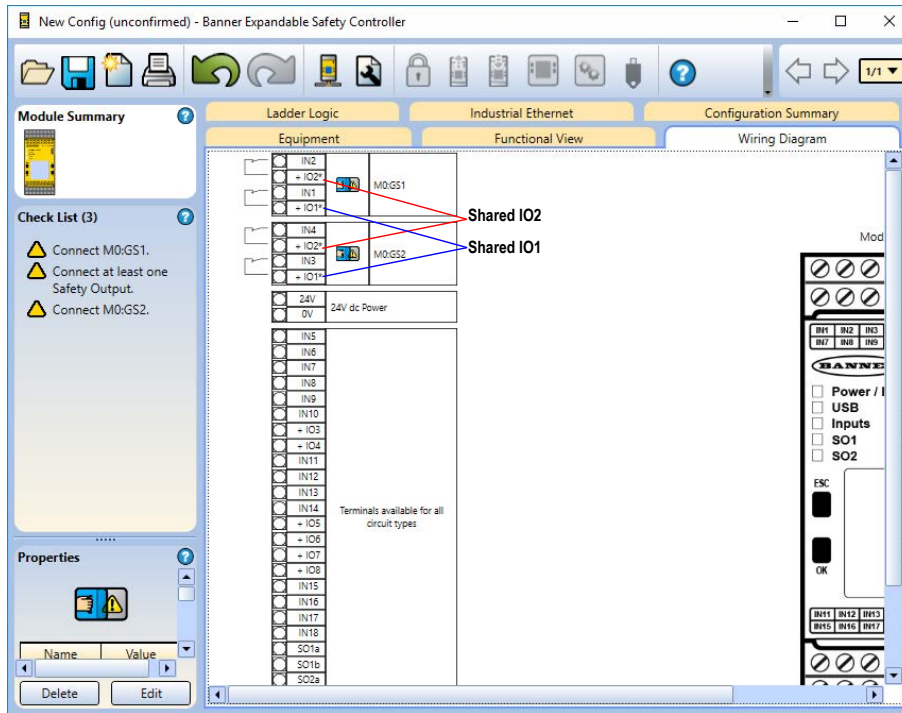 New Config (unconfirmed) - Banner Expandable Safety Controller
1/1
Module Summary
Ladder Logic
Industrial Ethernet
Configuration Summary
Equipment
Functional View
Wiring Diagram
Check List (3)
Connect M0:GS1.
Connect at least one
Safety Output.
Connect M0:GS2.
IN2
+ IO2*
IN1
+ IO1*
M0:GS1
IN4
+ IO2*
IN3
+ IO1*
M0:GS2
Shared IO2
Shared IO1
24V
0V
24V dc Power
IN5
IN6
IN7
IN8
IN9
IN10
+ IO3
+ IO4
IN11
IN12
IN13
IN14
+ IO5
+ IO6
+ IO7
+ IO8
IN15
IN16
IN17
IN18
SO1a
SO1b
SO2a
Terminals available for all
circuit types
Mod
IN1 IN2 IN3
IN7 IN8 IN9
BANNE
Power / 
USB
Inputs
SO1
SO2
ESC
OK
IN11 IN12 IN13
IN15 IN16 IN17
Properties
Name Value
Delete Edit